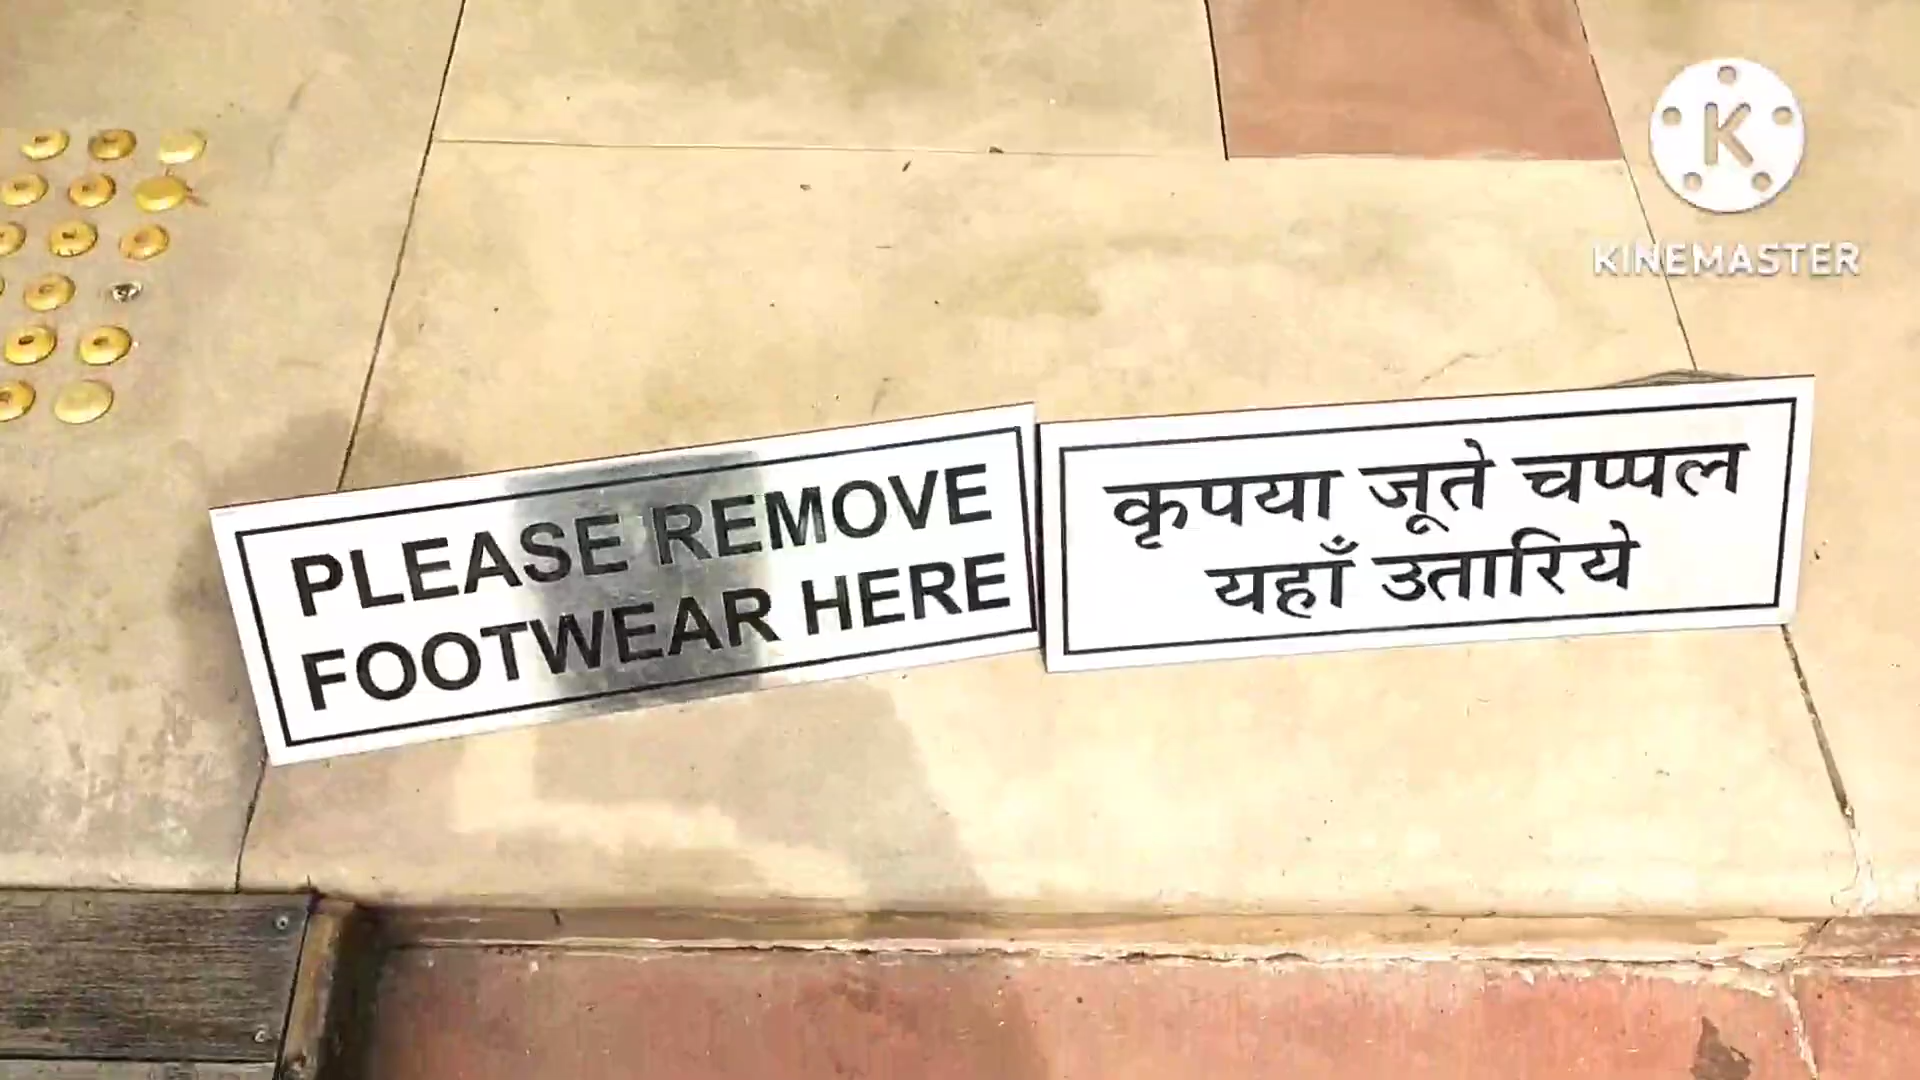 PLEASE REMOVE
FOOTWEAR HERE
कृपया जूते चप्पल
यहाँ उतारिये
K
KINEMASTER